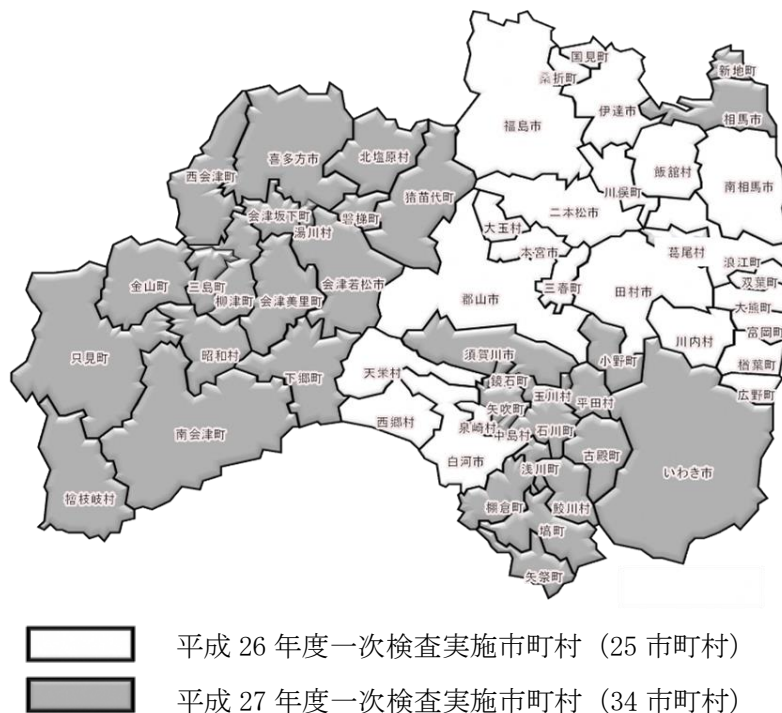 国見町
新地町
桑折町
伊達市
相馬市
福島市
喜多方市
北塩原村
飯舘村
西会津町
猪苗代町
川俣町
南相馬市
会津坂下町
磐梯町
二本松市
湯川村
大玉村
本宮市
葛尾村
浪江町
金山町
三島町
会津若松市
三春町
双葉町
柳津町
会津美里町
郡山市
田村市
大熊町
富岡町
只見町
昭和村
須賀川市
小野町
川内村
楢葉町
下郷町
天栄村
鏡石町
玉川村
平田村
広野町
矢吹町
南会津町
西郷村
泉崎村
中島村
石川町
古殿町
白河市
浅川町
いわき市
檜枝岐村
棚倉町
鮫川村
塙町
矢祭町
平成 26 年度一次検査実施市町村（25 市町村）
平成 27 年度一次検査実施市町村（34 市町村）